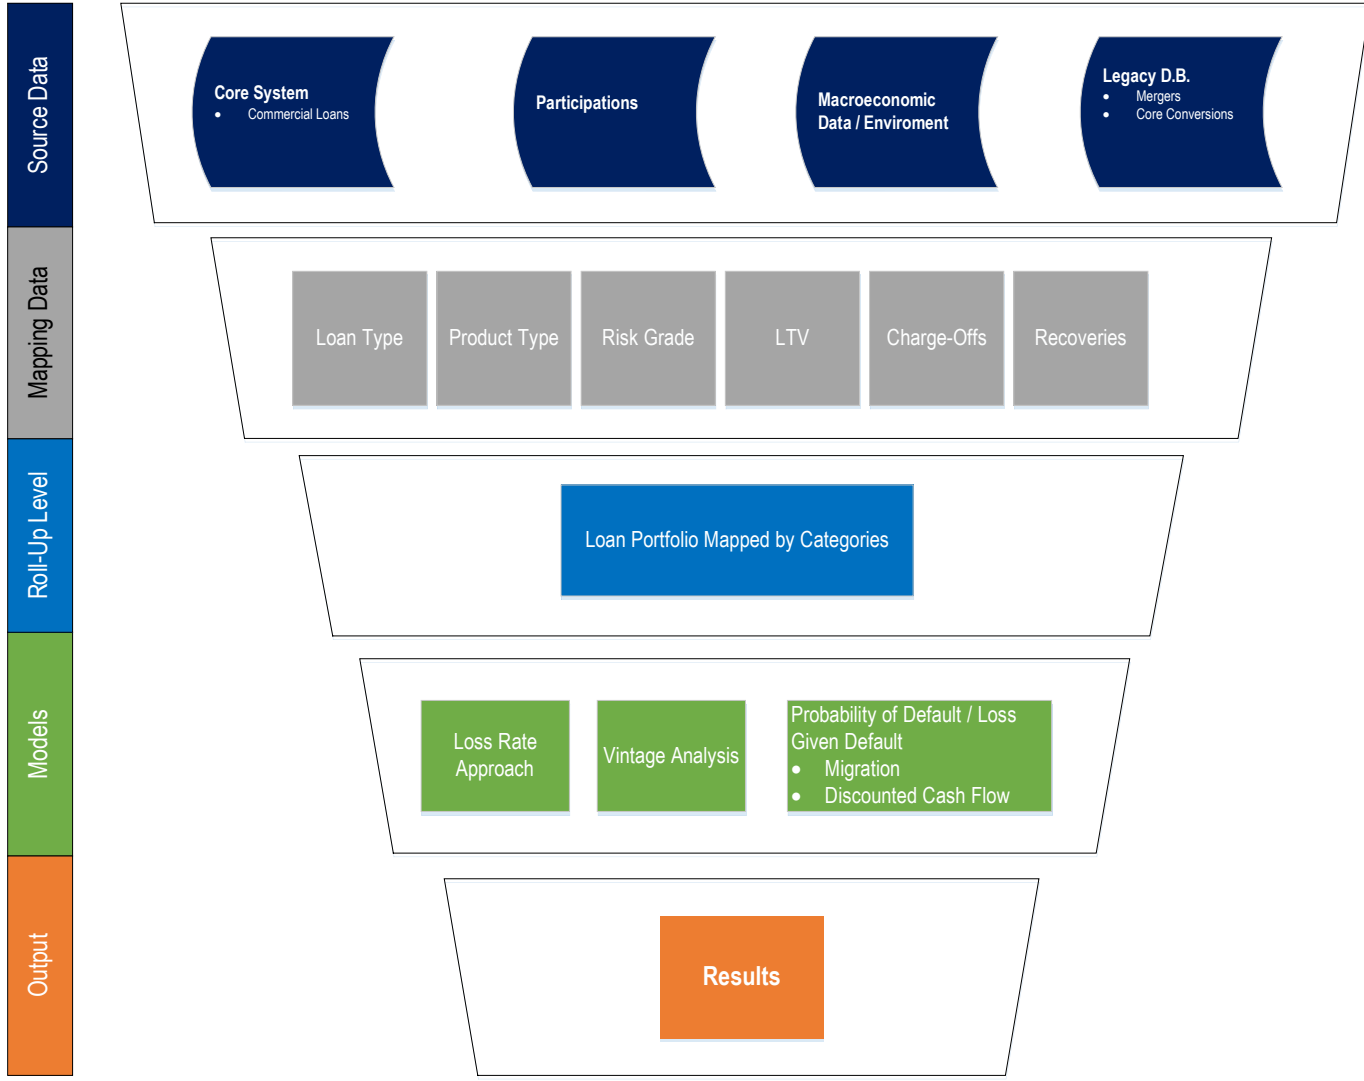 Source Data
Core System
• Commercial Loans
Participations
Macroeconomic
Data / Enviroment
Legacy D.B.
• Mergers
• Core Conversions
Mapping Data
Loan Type
Product Type
Risk Grade
LTV
Charge-Offs
Recoveries
Roll-Up Level
Loan Portfolio Mapped by Categories
Models
Loss Rate
Approach
Vintage Analysis
Probability of Default / Loss
Given Default
• Migration
• Discounted Cash Flow
Output
Results